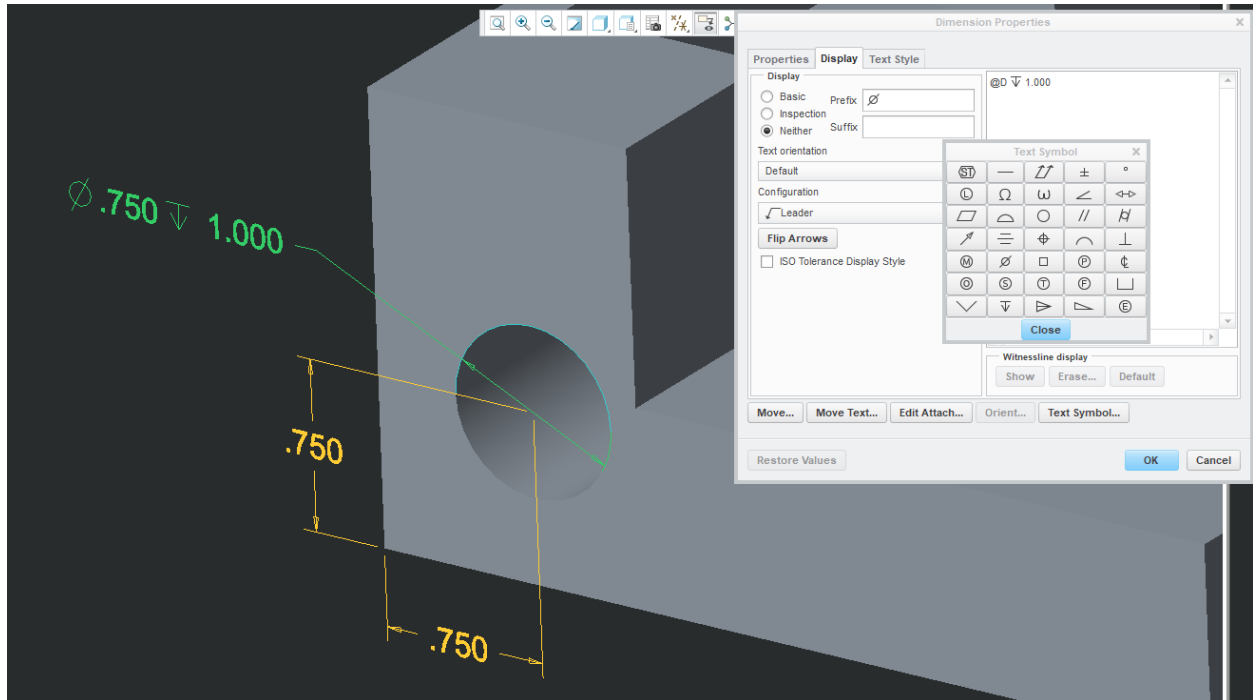 Dimension Properties
Properties Display Text Style
Display
Basic
Inspection
Neither
Prefix Ø
Suffix
Text orientation
Default
Configuration
Leader
Flip Arrows
ISO Tolerance Display Style
@D ↧ 1.000
Text Symbol
ST — ± °
L Ω ω ∠
// 
⌖ ⊥
M Ø □ P ℄
O S T F
E
Close
Witnessline display
Show Erase... Default
Move... Move Text... Edit Attach... Orient... Text Symbol...
Restore Values
OK Cancel
Ø .750 ↧ 1.000
.750
.750